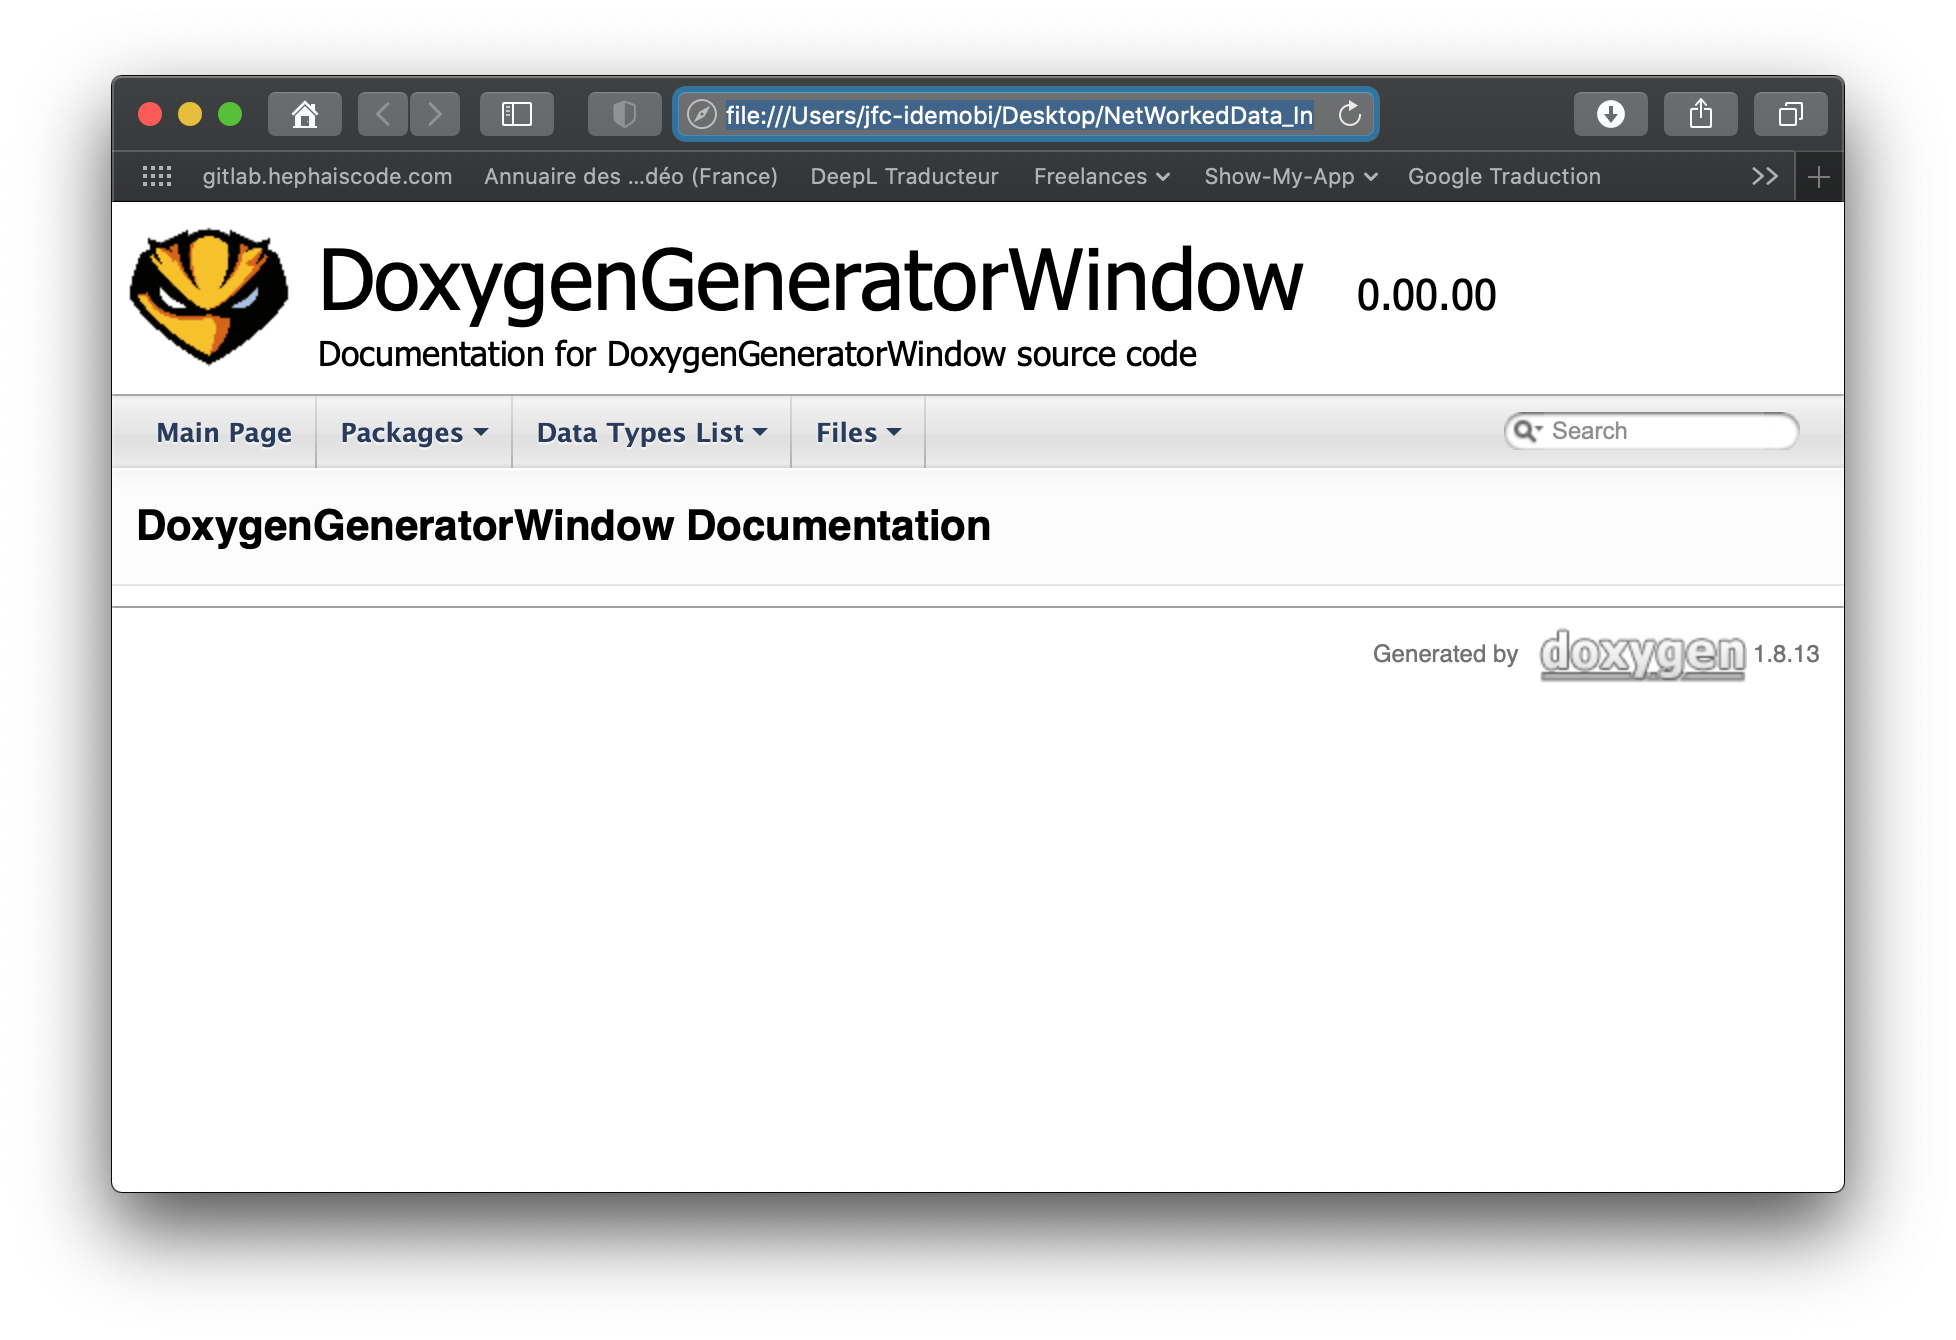 file:///Users/jfc-idemobi/Desktop/NetWorkedData_In
gitlab.hephaiscode.com Annuaire des ...déo (France) DeepL Traducteur Freelances Show-My-App Google Traduction
DoxygenGeneratorWindow 0.00.00
Documentation for DoxygenGeneratorWindow source code
Main Page Packages Data Types List Files Search
DoxygenGeneratorWindow Documentation
Generated by doxygen 1.8.13